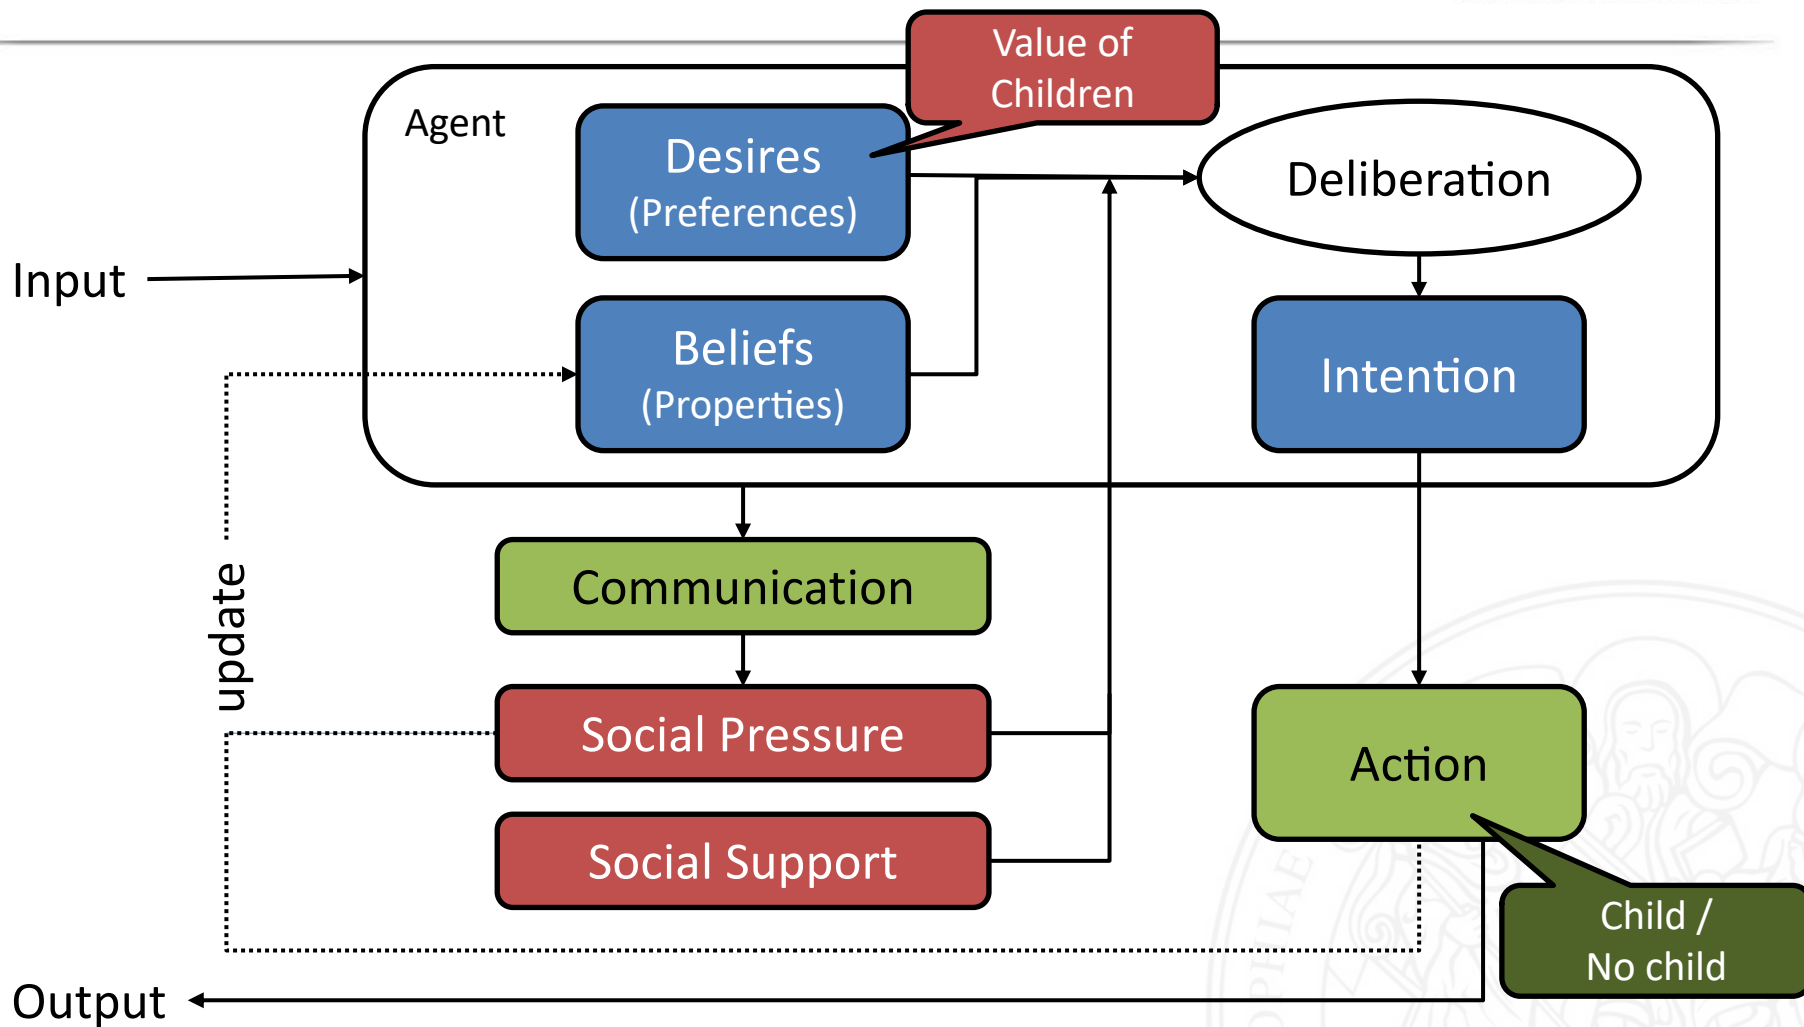 Value of
Children
Agent
Desires
(Preferences)
Deliberation
Input
Beliefs
(Properties)
Intention
update
Communication
Social Pressure
Action
Social Support
Child /
No child
Output
PHIAE